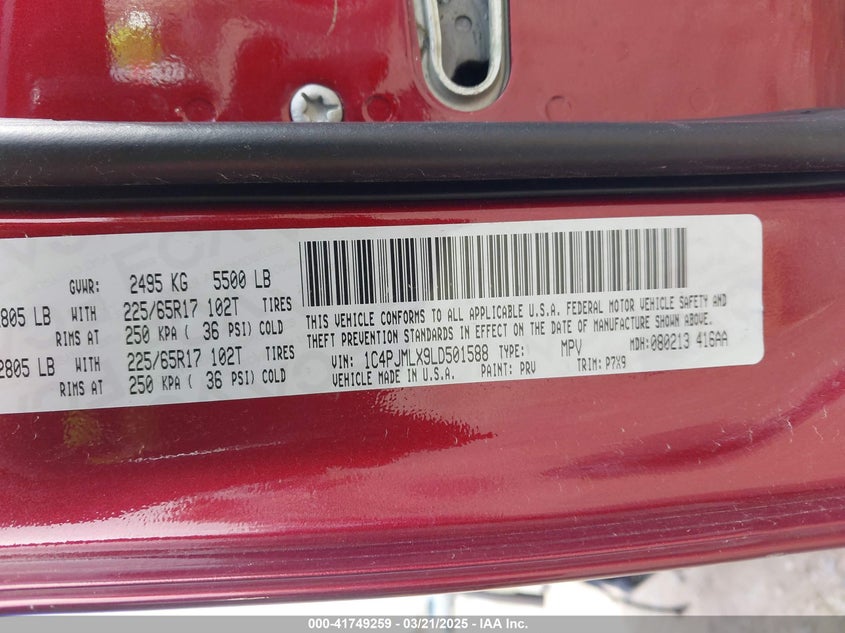 GVWR: 2495 KG 5500 LB
805 LB WITH 225/65R17 102T TIRES
RIMS AT 250 KPA ( 36 PSI) COLD
2805 LB WITH 225/65R17 102T TIRES
RIMS AT 250 KPA ( 36 PSI) COLD
THIS VEHICLE CONFORMS TO ALL APPLICABLE U.S.A. FEDERAL MOTOR VEHICLE SAFETY AND
THEFT PREVENTION STANDARDS IN EFFECT ON THE DATE OF MANUFACTURE SHOWN ABOVE.
VIN: 1C4PJMLX9LD501588 TYPE: MPV MDH: 080213 416AA
VEHICLE MADE IN U.S.A. PAINT: PRV TRIM: P7X9
000-41749259 - 03/21/2025 - IAA Inc.